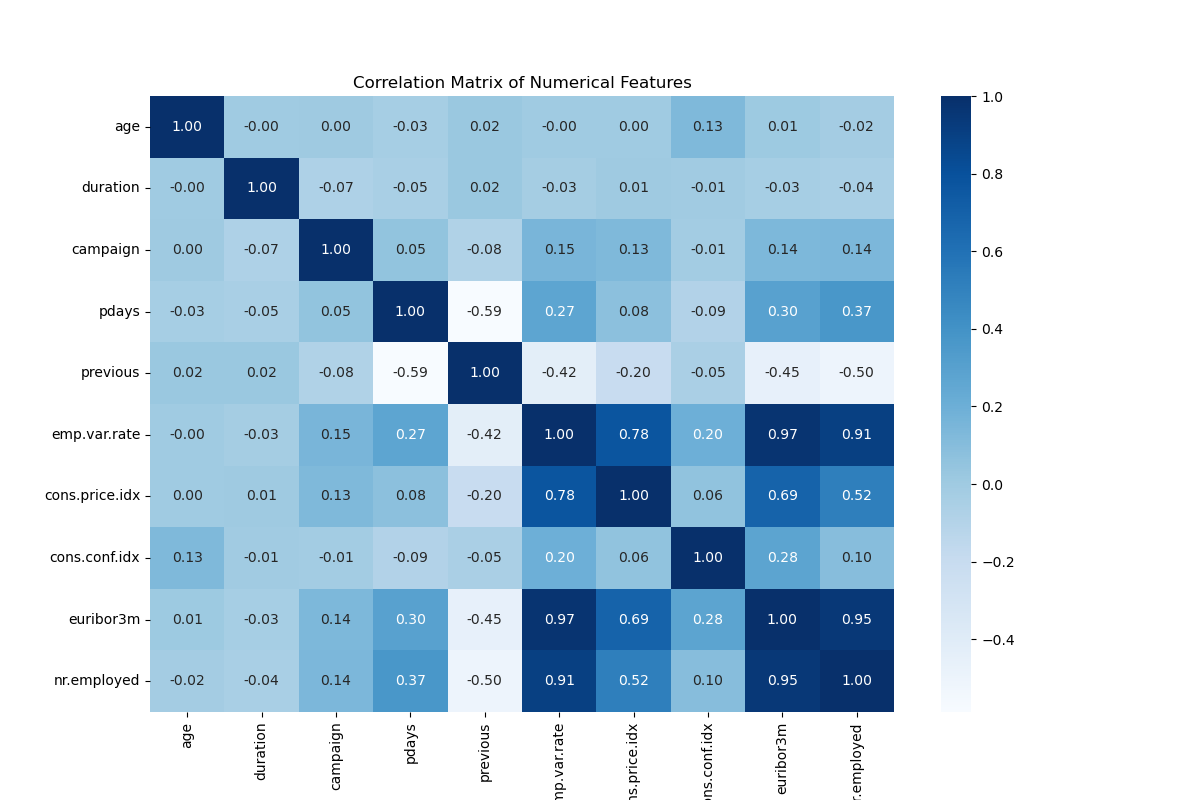 Correlation Matrix of Numerical Features
age 1.00 -0.00 0.00 -0.03 0.02 -0.00 0.00 0.13 0.01 -0.02
duration -0.00 1.00 -0.07 -0.05 0.02 -0.03 0.01 -0.01 -0.03 -0.04
campaign 0.00 -0.07 1.00 0.05 -0.08 0.15 0.13 -0.01 0.14 0.14
pdays -0.03 -0.05 0.05 1.00 -0.59 0.27 0.08 -0.09 0.30 0.37
previous 0.02 0.02 -0.08 -0.59 1.00 -0.42 -0.20 -0.05 -0.45 -0.50
emp.var.rate -0.00 -0.03 0.15 0.27 -0.42 1.00 0.78 0.20 0.97 0.91
cons.price.idx 0.00 0.01 0.13 0.08 -0.20 0.78 1.00 0.06 0.69 0.52
cons.conf.idx 0.13 -0.01 -0.01 -0.09 -0.05 0.20 0.06 1.00 0.28 0.10
euribor3m 0.01 -0.03 0.14 0.30 -0.45 0.97 0.69 0.28 1.00 0.95
nr.employed -0.02 -0.04 0.14 0.37 -0.50 0.91 0.52 0.10 0.95 1.00
age
duration
campaign
pdays
previous
mp.var.rate
ns.price.idx
ons.conf.idx
euribor3m
r.employed
1.0
0.8
0.6
0.4
0.2
0.0
−0.2
−0.4